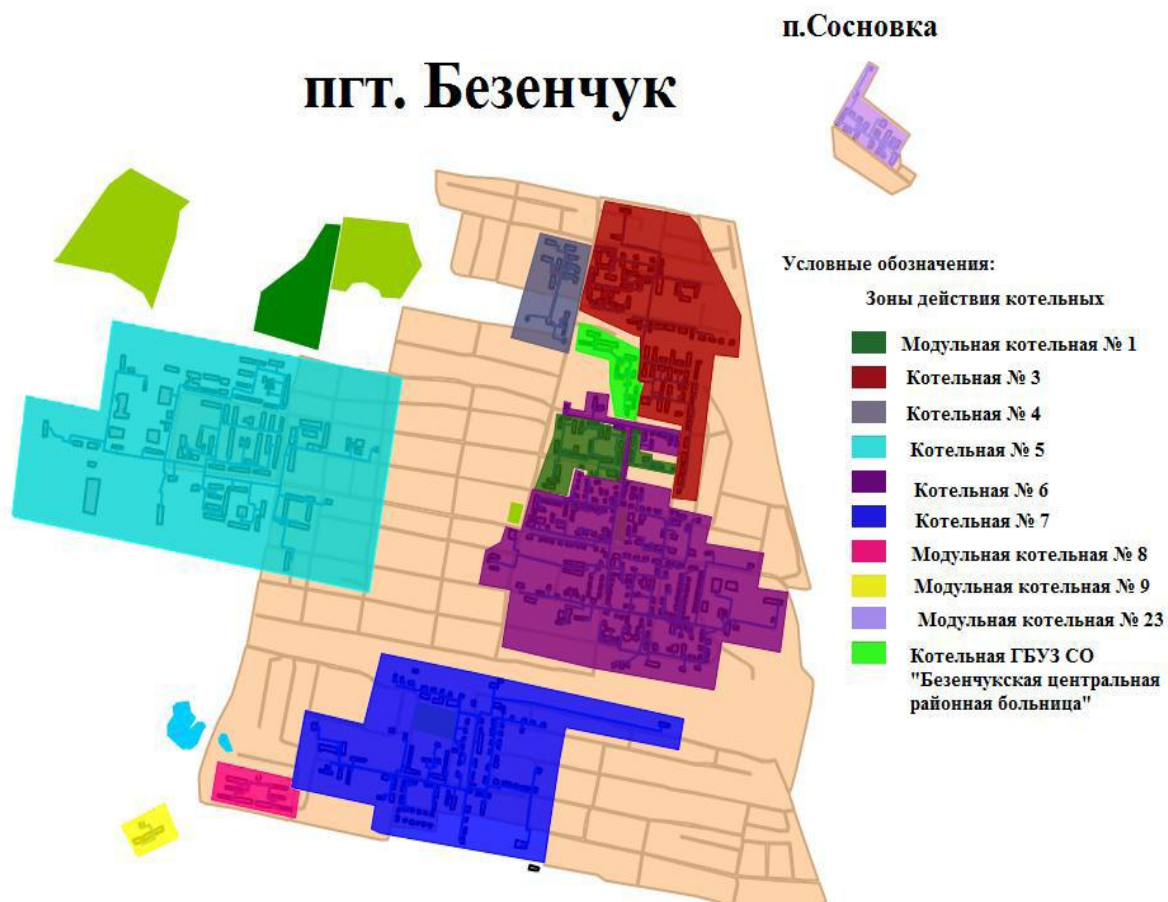 п.Сосновка
пгт. Безенчук
Условные обозначения:
Зоны действия котельных
Модульная котельная № 1
Котельная № 3
Котельная № 4
Котельная № 5
Котельная № 6
Котельная № 7
Модульная котельная № 8
Модульная котельная № 9
Модульная котельная № 23
Котельная ГБУЗ СО
"Безенчукская центральная
районная больница"